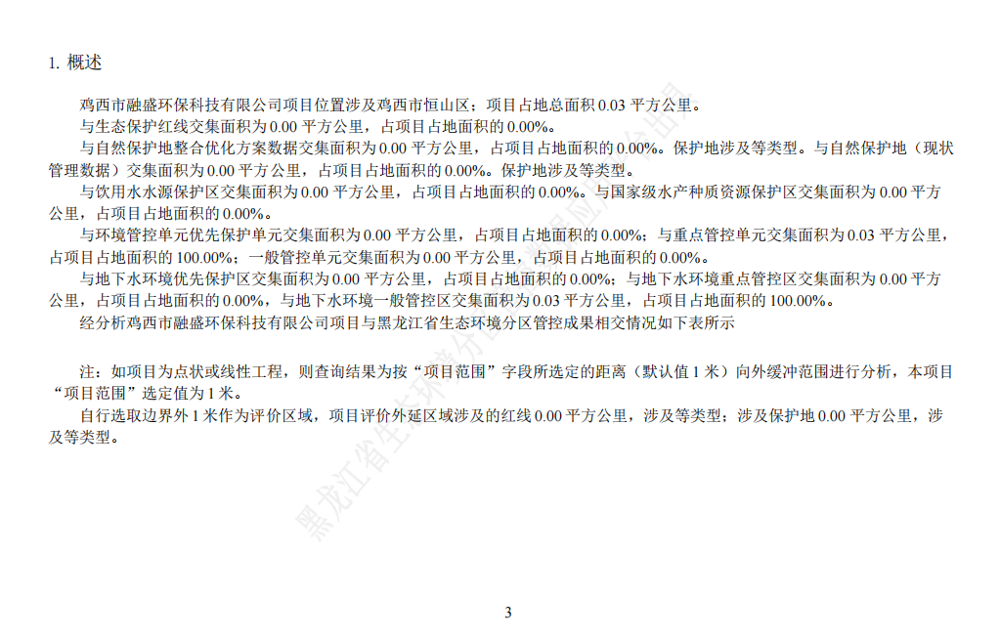 1. 概述
鸡西市融盛环保科技有限公司项目位置涉及鸡西市恒山区；项目占地总面积 0.03 平方公里。
与生态保护红线交集面积为 0.00 平方公里，占项目占地面积的 0.00%。
与自然保护地整合优化方案数据交集面积为 0.00 平方公里，占项目占地面积的 0.00%。保护地涉及等类型。与自然保护地（现状
管理数据）交集面积为 0.00 平方公里，占项目占地面积的 0.00%。保护地涉及等类型。
与饮用水水源保护区交集面积为 0.00 平方公里，占项目占地面积的 0.00%。与国家级水产种质资源保护区交集面积为 0.00 平方
公里，占项目占地面积的 0.00%。
与环境管控单元优先保护单元交集面积为 0.00 平方公里，占项目占地面积的 0.00%；与重点管控单元交集面积为 0.03 平方公里，
占项目占地面积的 100.00%；一般管控单元交集面积为 0.00 平方公里，占项目占地面积的 0.00%。
与地下水环境优先保护区交集面积为 0.00 平方公里，占项目占地面积的 0.00%；与地下水环境重点管控区交集面积为 0.00 平方
公里，占项目占地面积的 0.00%，与地下水环境一般管控区交集面积为 0.03 平方公里，占项目占地面积的 100.00%。
经分析鸡西市融盛环保科技有限公司项目与黑龙江省生态环境分区管控成果相交情况如下表所示
注：如项目为点状或线性工程，则查询结果为按“项目范围”字段所选定的距离（默认值 1 米）向外缓冲范围进行分析，本项目
“项目范围”选定值为 1 米。
自行选取边界外 1 米作为评价区域，项目评价外延区域涉及的红线 0.00 平方公里，涉及等类型；涉及保护地 0.00 平方公里，涉
及等类型。
黑龙江省生态环境分区管控数据应用平台出具
3